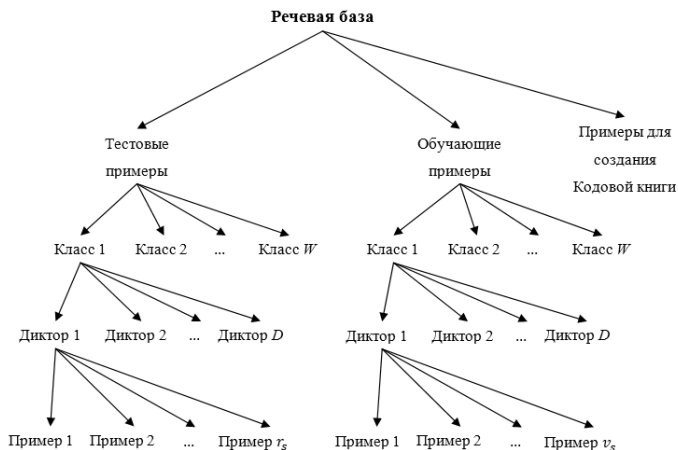 Речевая база
Тестовые
примеры
Обучающие
примеры
Примеры для
создания
Кодовой книги
Класс 1 Класс 2 ... Класс W
Класс 1 Класс 2 ... Класс W
Диктор 1 Диктор 2 ... Диктор D
Диктор 1 Диктор 2 ... Диктор D
Пример 1 Пример 2 ... Пример rₛ
Пример 1 Пример 2 ... Пример vₛ